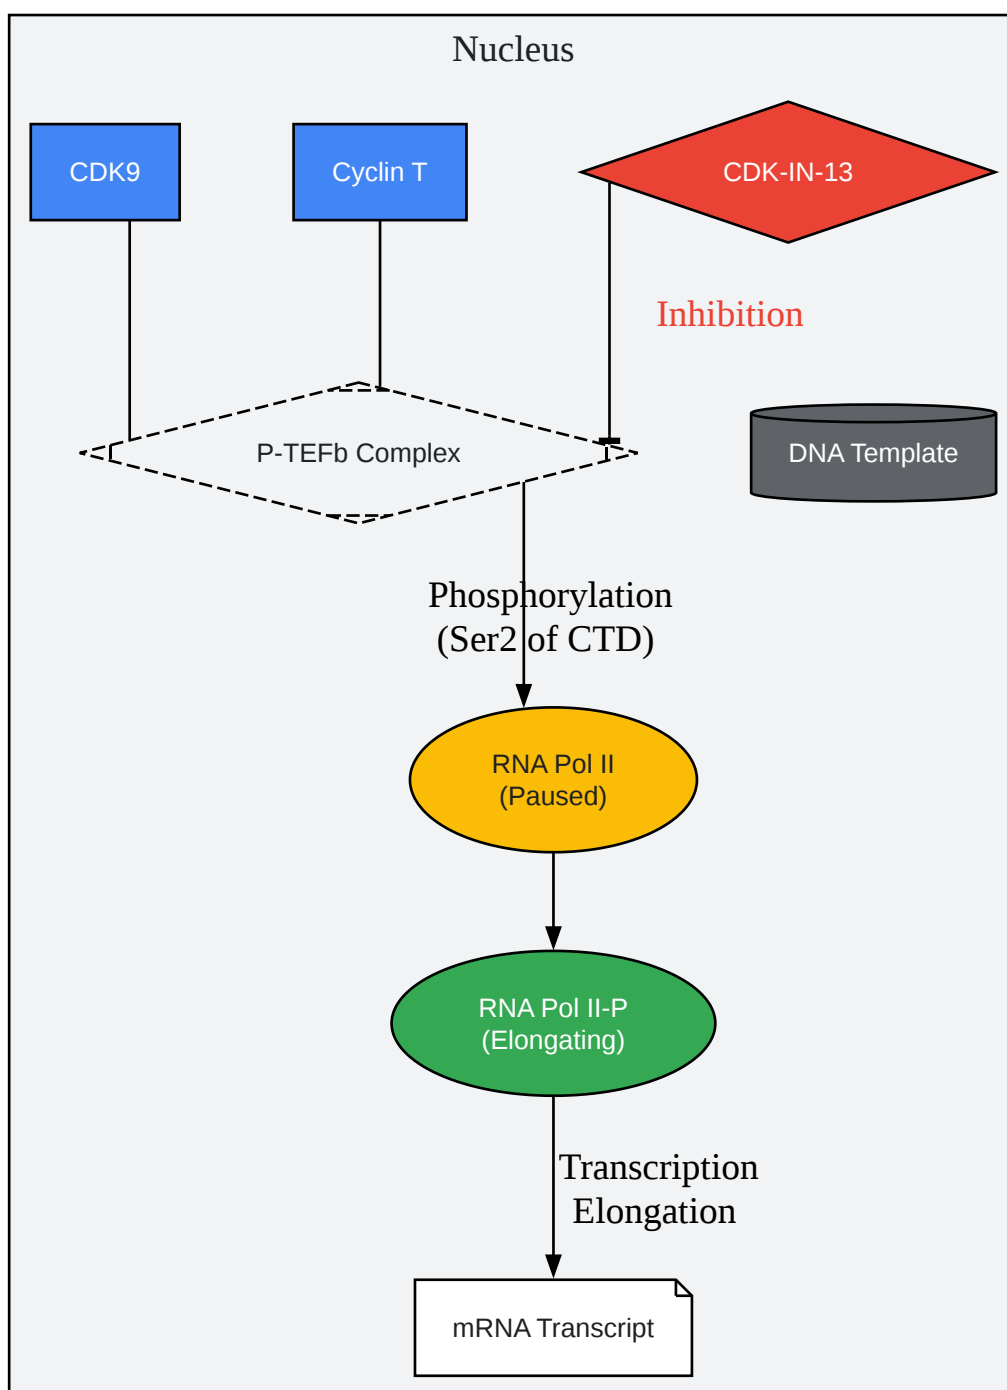 Nucleus
CDK9
Cyclin T
CDK-IN-13
Inhibition
P-TEFb Complex
DNA Template
Phosphorylation
(Ser2 of CTD)
RNA Pol II
(Paused)
RNA Pol II-P
(Elongating)
Transcription
Elongation
mRNA Transcript